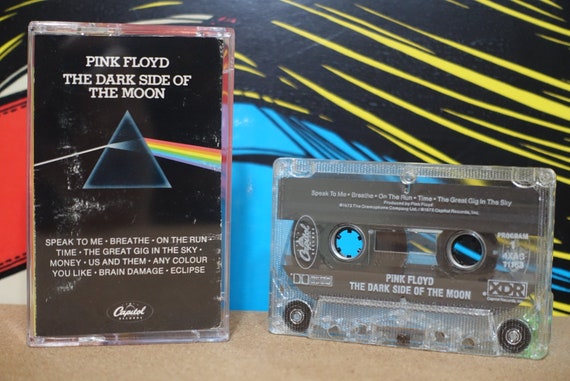 PINK FLOYD
THE DARK SIDE OF
THE MOON
SPEAK TO ME • BREATHE • ON THE RUN
TIME • THE GREAT GIG IN THE SKY •
MONEY • US AND THEM • ANY COLOUR
YOU LIKE • BRAIN DAMAGE • ECLIPSE
Capitol
RECORDS
Speak To Me • Breathe • On The Run • Time • The Great Gig In The Sky
Produced by Pink Floyd
PROGRAM
1
PINK FLOYD
THE DARK SIDE OF THE MOON
XDR